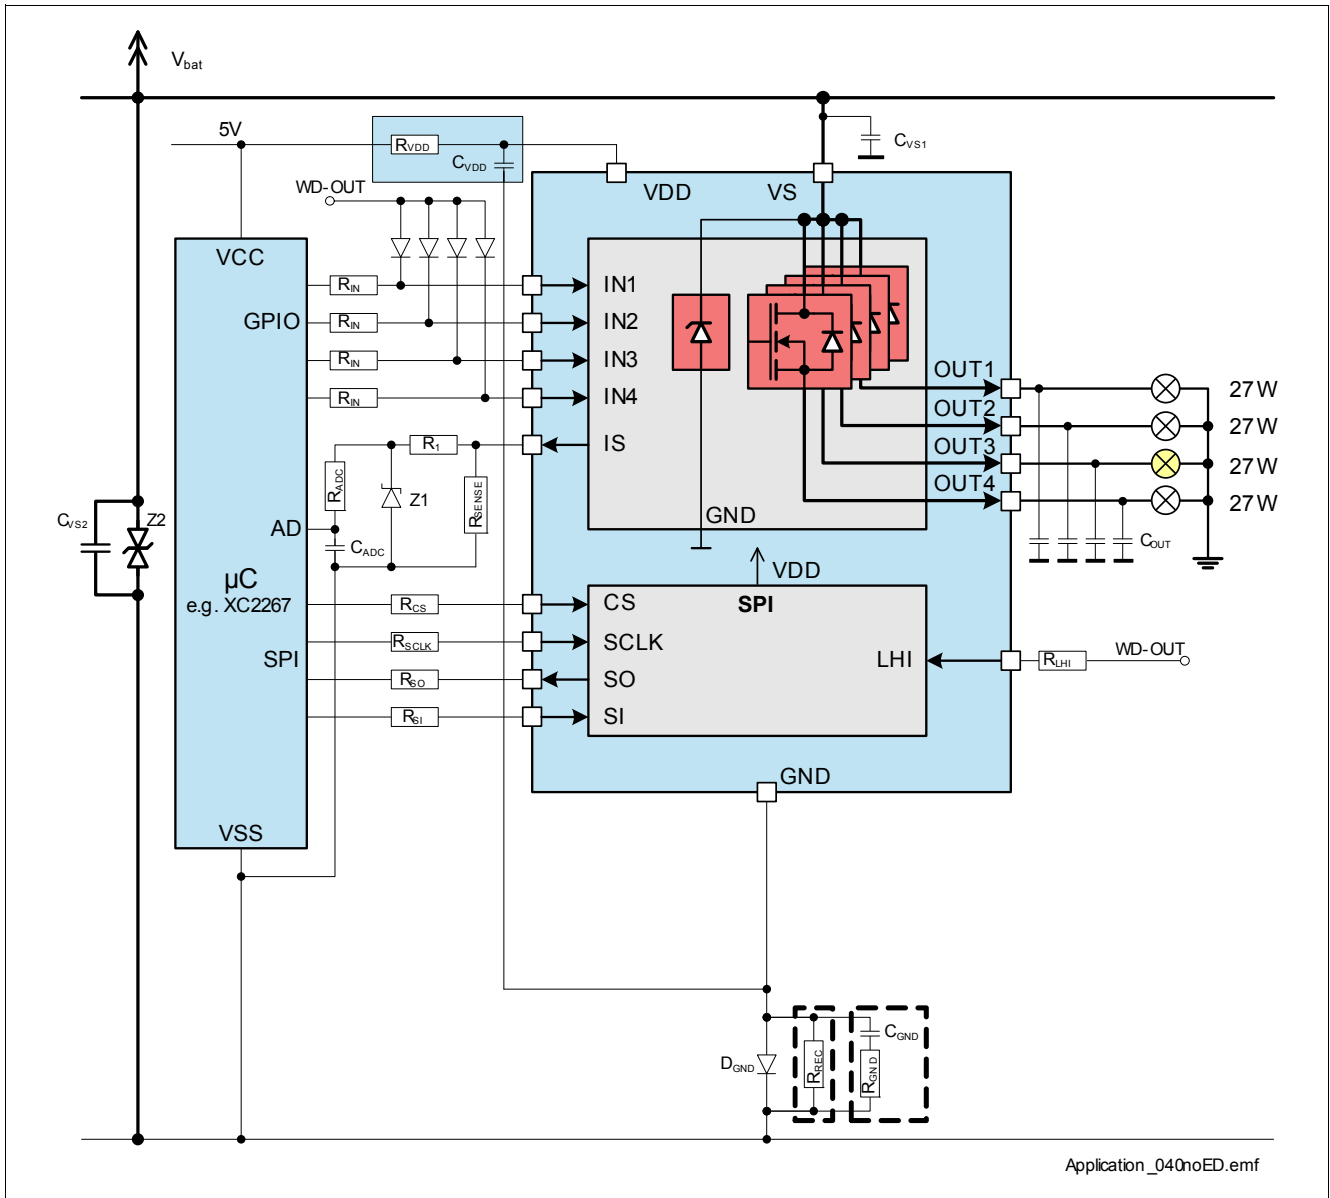 Vbat
5V
RVDD
CVDD
CVS1
WD-OUT
VDD
VS
VCC
RIN
IN1
GPIO
RIN
IN2
RIN
IN3
RIN
IN4
OUT1
27W
OUT2
27W
OUT3
27W
OUT4
27W
R1
IS
RADC
Z1
RSENSE
GND
CVS2
Z2
AD
CADC
COUT
VDD
µC
e.g. XC2267
SPI
RCS
CS
RSCLK
SCLK
SPI
LHI
RLHI
WD-OUT
RSO
SO
RSI
SI
GND
VSS
DGND
RREC
CGND
RGND
Application_040noED.emf